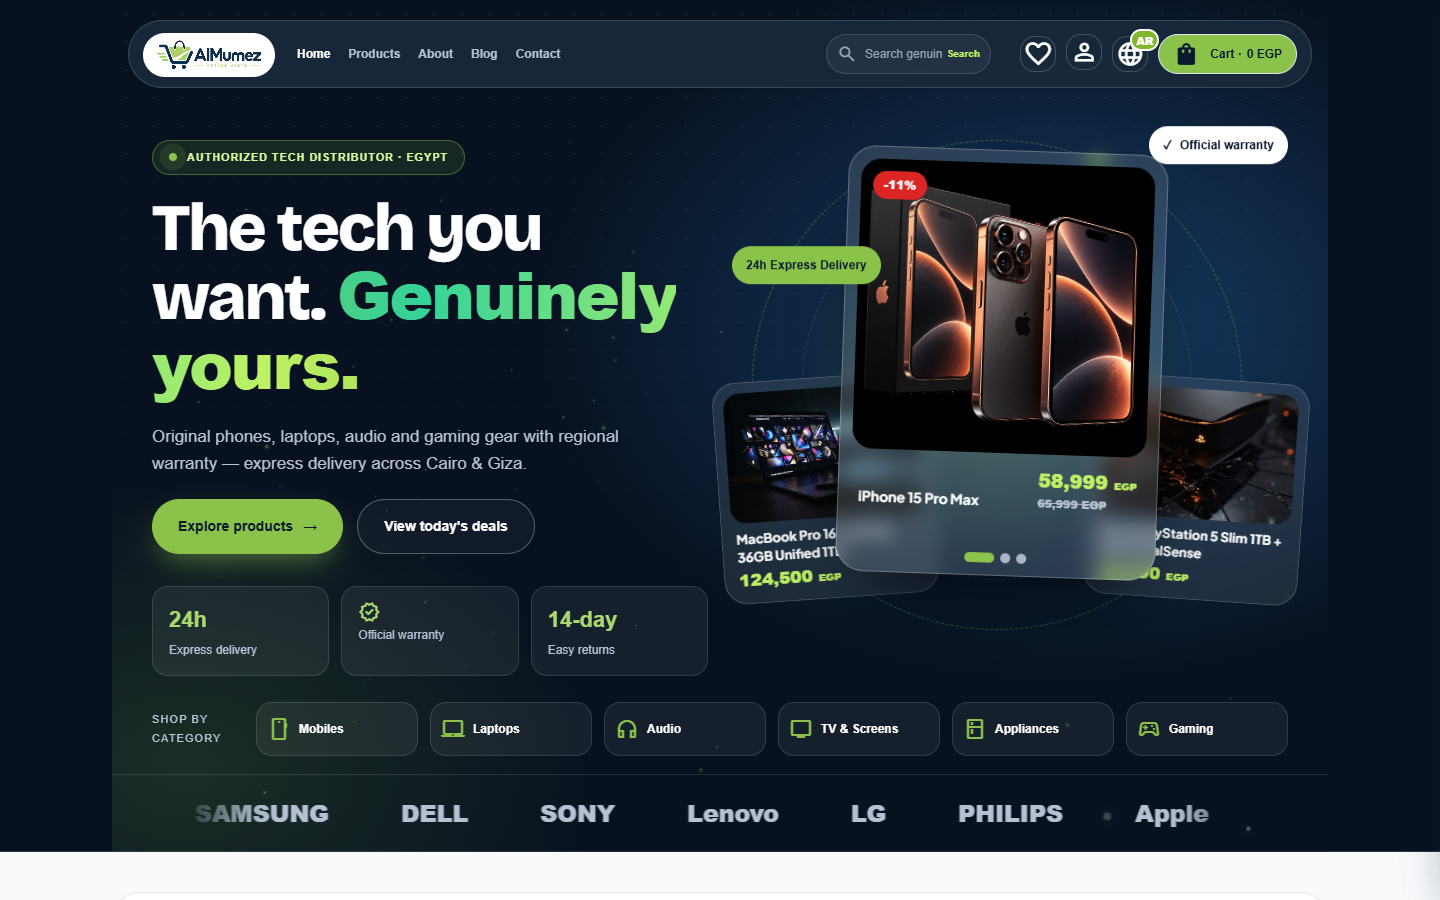 AlMumez
Home Products About Blog Contact
Search genuin Search
AR
Cart · 0 EGP
AUTHORIZED TECH DISTRIBUTOR · EGYPT
The tech you
want. Genuinely
yours.
Original phones, laptops, audio and gaming gear with regional
warranty — express delivery across Cairo & Giza.
Explore products →
View today's deals
24h
Express delivery
Official warranty
14-day
Easy returns
✓ Official warranty
-11%
24h Express Delivery
iPhone 15 Pro Max
58,999 EGP
65,999 EGP
MacBook Pro 16
36GB Unified 1T
124,500 EGP
yStation 5 Slim 1TB +
alSense
EGP
SHOP BY
CATEGORY
Mobiles
Laptops
Audio
TV & Screens
Appliances
Gaming
SAMSUNG DELL SONY Lenovo LG PHILIPS Apple